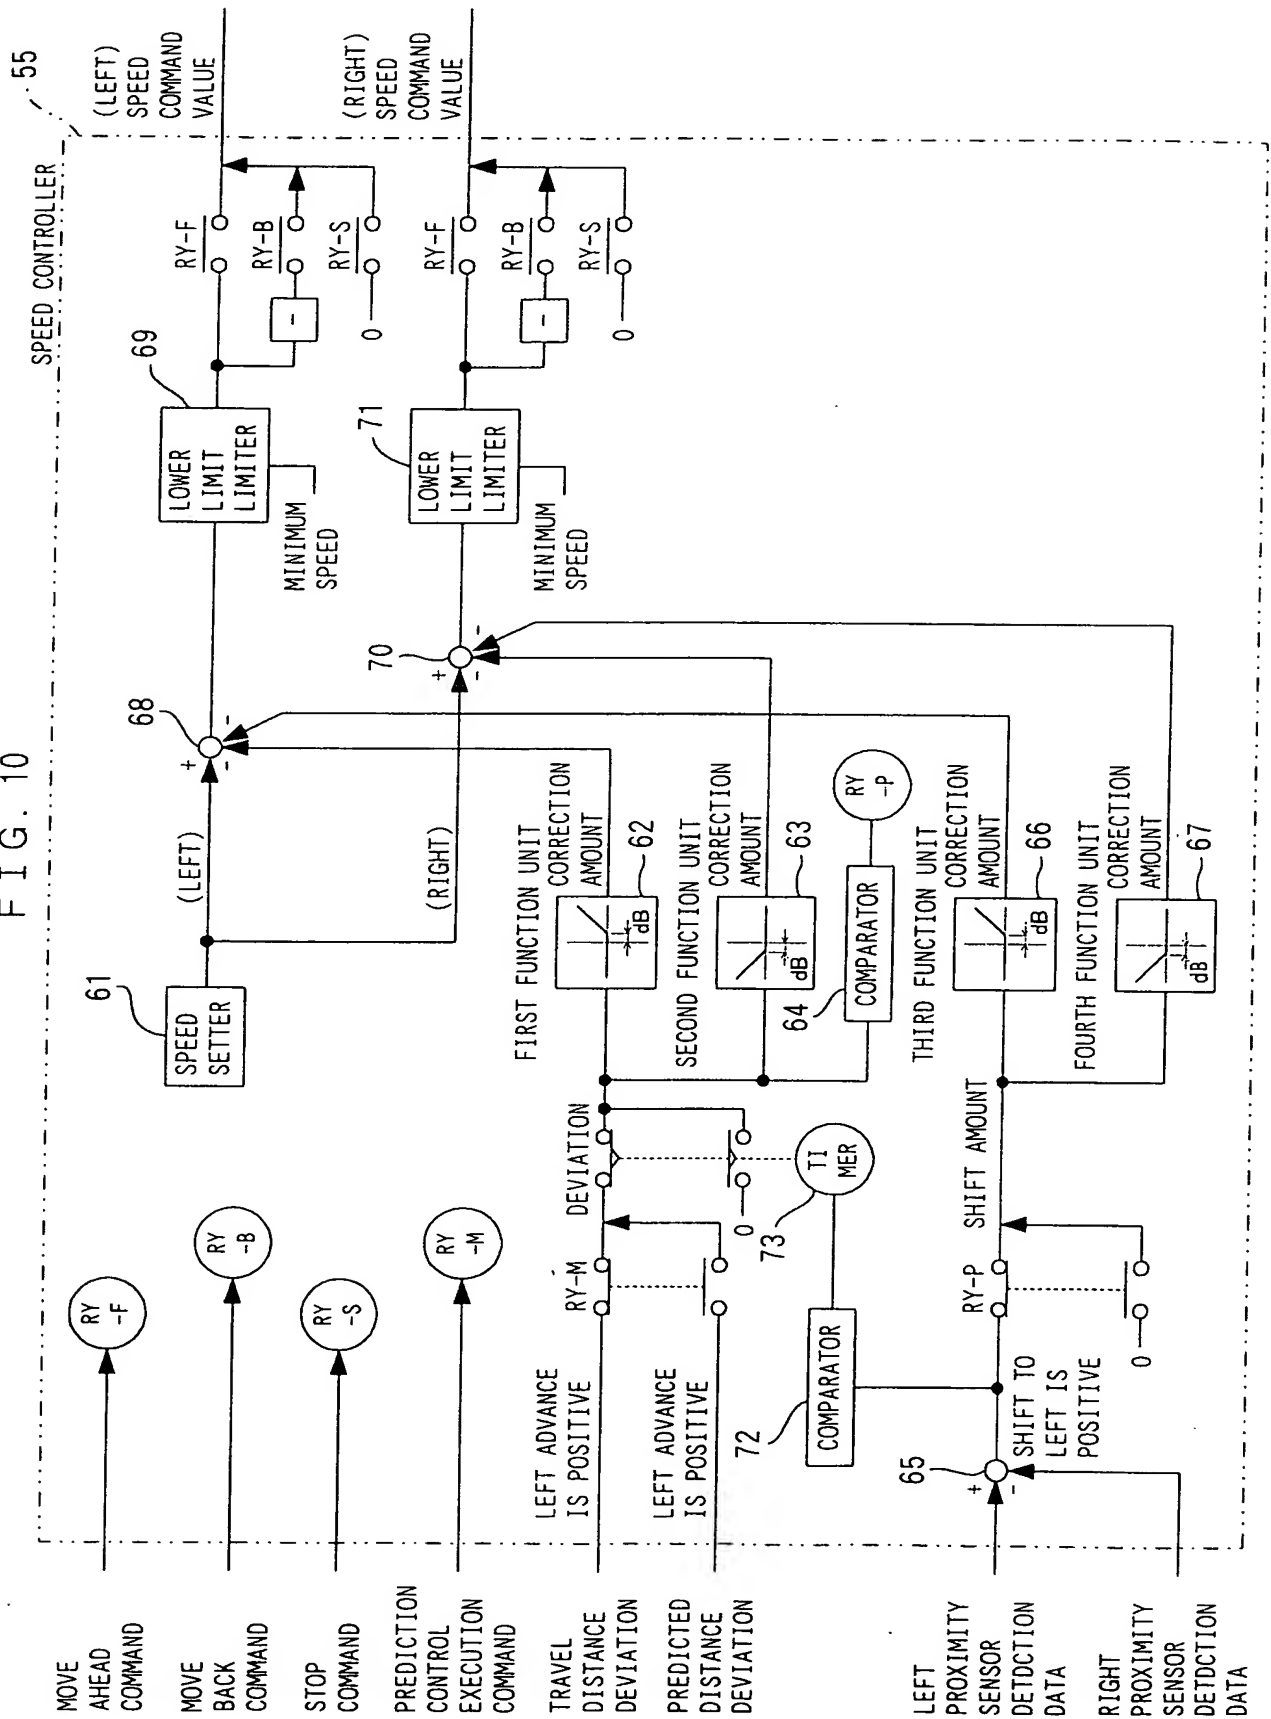 FIG. 10
55
SPEED CONTROLLER
MOVE
AHEAD
COMMAND
RY
-F
MOVE
BACK
COMMAND
RY
-B
STOP
COMMAND
RY
-S
PREDICTION
CONTROL
EXECUTION
COMMAND
RY
-M
61
SPEED
SETTER
(LEFT)
(RIGHT)
68
+
-
-
70
+
-
-
69
LOWER
LIMIT
LIMITER
MINIMUM
SPEED
71
LOWER
LIMIT
LIMITER
MINIMUM
SPEED
RY-F
RY-B
-
RY-S
0
RY-F
RY-B
-
RY-S
0
(LEFT)
SPEED
COMMAND
VALUE
(RIGHT)
SPEED
COMMAND
VALUE
TRAVEL
DISTANCE
DEVIATION
LEFT ADVANCE
IS POSITIVE
PREDICTED
DISTANCE
DEVIATION
LEFT ADVANCE
IS POSITIVE
RY-M
DEVIATION
0
73
TI
MER
72
COMPARATOR
FIRST FUNCTION UNIT
CORRECTION
AMOUNT
62
dB
SECOND FUNCTION UNIT
CORRECTION
AMOUNT
63
dB
64
COMPARATOR
RY
-P
LEFT
PROXIMITY
SENSOR
DETDCTION
DATA
RIGHT
PROXIMITY
SENSOR
DETDCTION
DATA
65
+
-
SHIFT TO
LEFT IS
POSITIVE
RY-P
0
SHIFT AMOUNT
THIRD FUNCTION UNIT
CORRECTION
AMOUNT
66
dB
FOURTH FUNCTION UNIT
CORRECTION
AMOUNT
67
dB